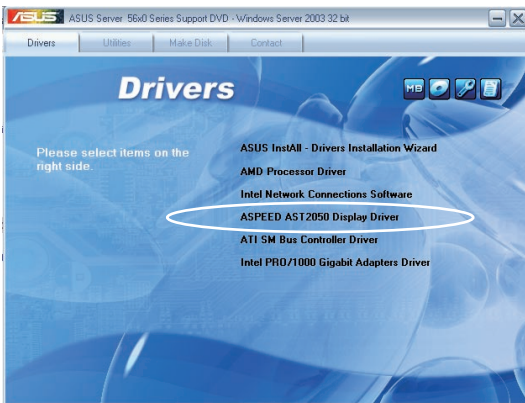 ASUS ASUS Server 56x0 Series Support DVD - Windows Server 2003 32 bit
Drivers Utilities Make Disk Contact
Drivers
MB
Please select items on the
right side.
ASUS InstAll - Drivers Installation Wizard
AMD Processor Driver
Intel Network Connections Software
ASPEED AST2050 Display Driver
ATI SM Bus Controller Driver
Intel PRO/1000 Gigabit Adapters Driver